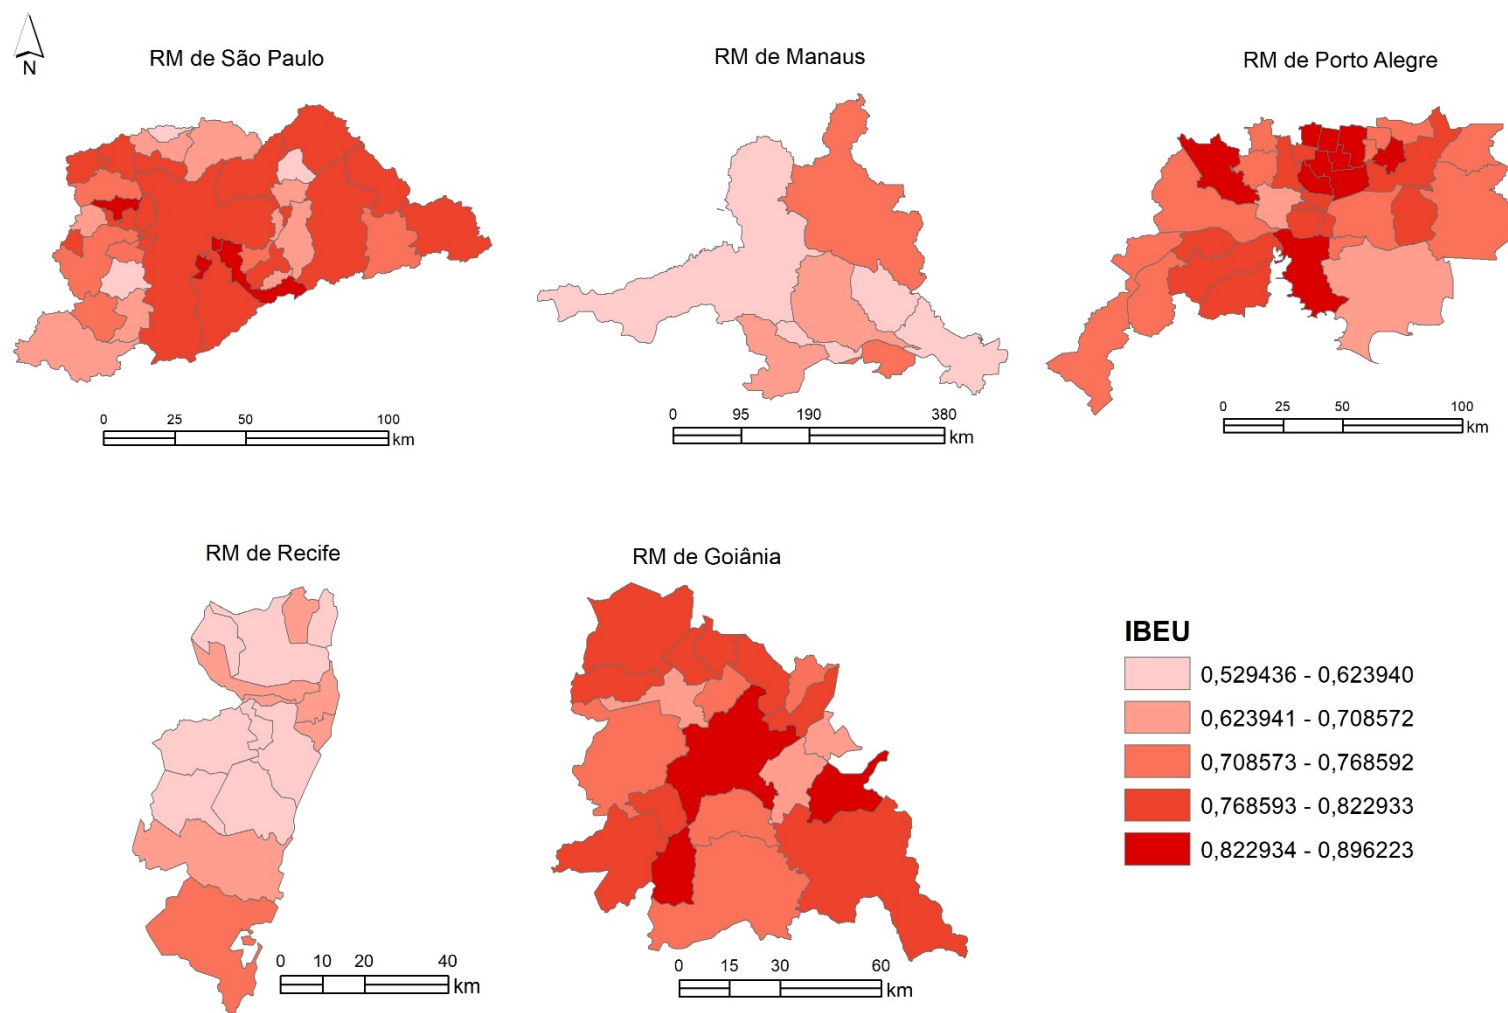 N
RM de São Paulo
RM de Manaus
RM de Porto Alegre
0 25 50 100
km
0 95 190 380
km
0 25 50 100
km
RM de Recife
RM de Goiânia
IBEU
0,529436 - 0,623940
0,623941 - 0,708572
0,708573 - 0,768592
0,768593 - 0,822933
0,822934 - 0,896223
0 10 20 40
km
0 15 30 60
km